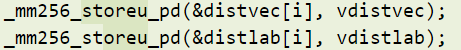 _mm256_storeu_pd(&distvec[i], vdistvec);
_mm256_storeu_pd(&distlab[i], vdistlab);